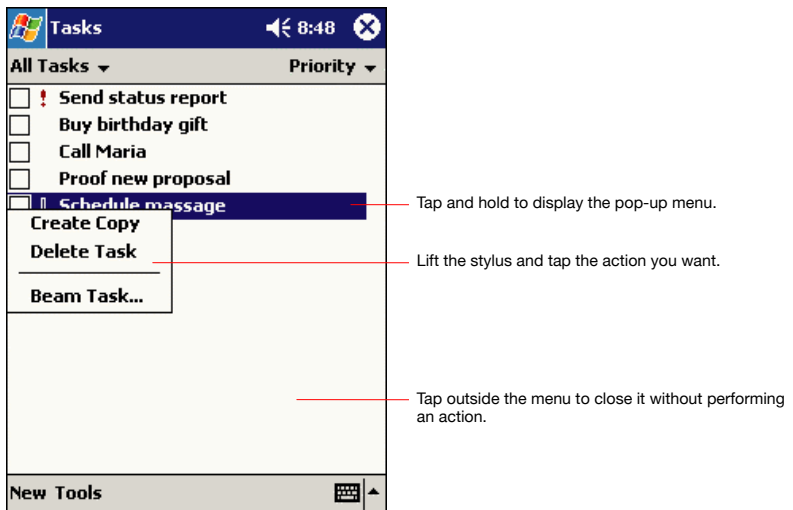 Tasks 8:48
All Tasks Priority
! Send status report
Buy birthday gift
Call Maria
Proof new proposal
Schedule massage
Tap and hold to display the pop-up menu.
Create Copy
Delete Task
Lift the stylus and tap the action you want.
Beam Task...
Tap outside the menu to close it without performing
an action.
New Tools